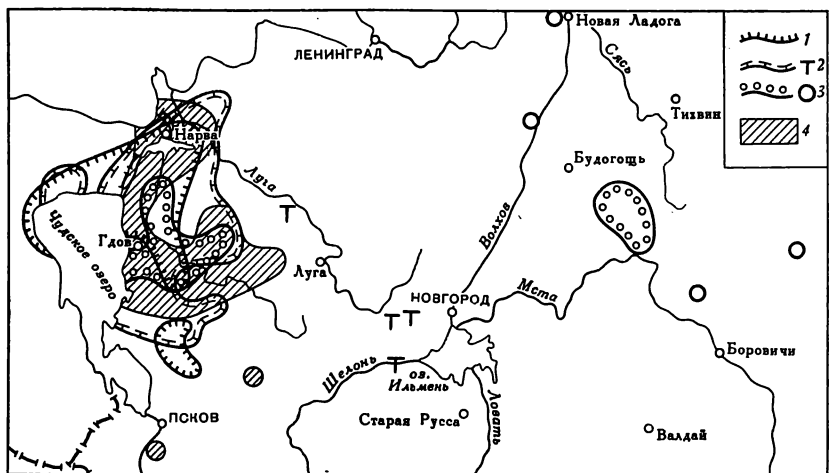 Новая Ладога
ЛЕНИНГРАД
Сясь
1
Т 2
3
4
Тихвин
Нарва
Будогощь
Луга
Волхов
Чудское озеро
Гдов
Т
Луга
НОВГОРОД
Мста
Т Т
Шелонь
Т
оз.
Ильмень
Боровичи
Ловать
ПСКОВ
Старая Русса
Валдай